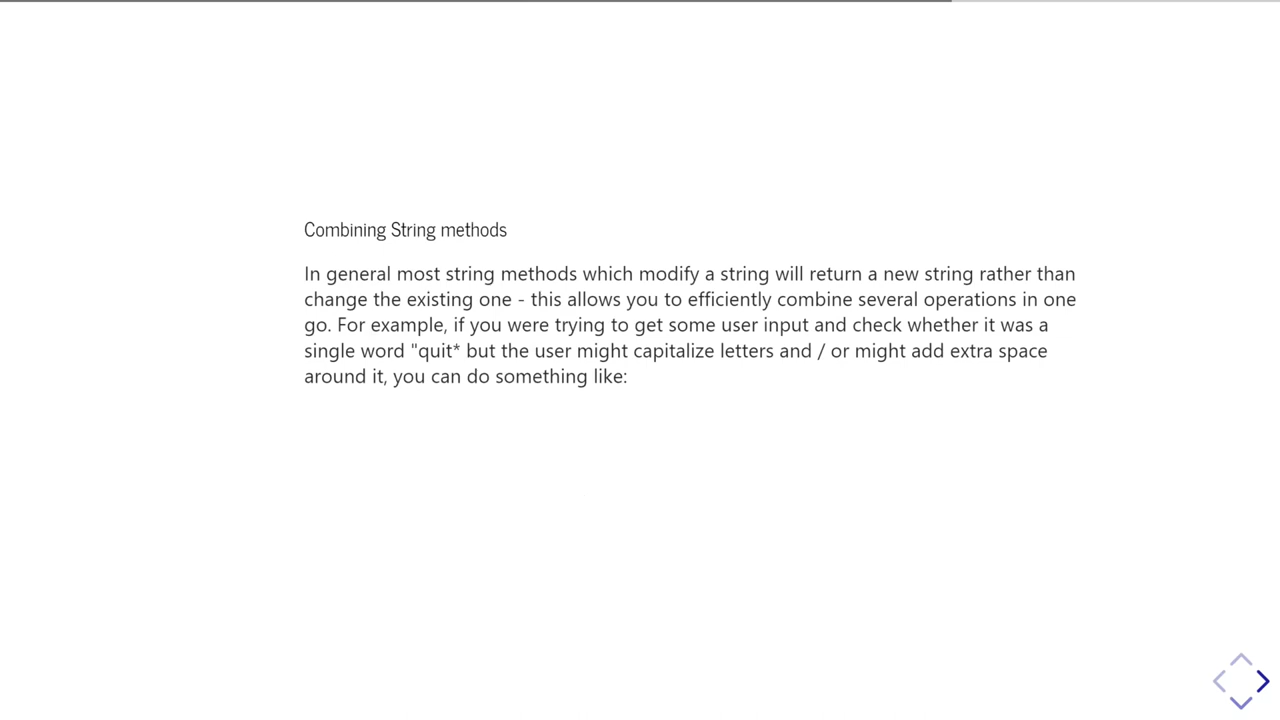 Combining String methods
In general most string methods which modify a string will return a new string rather than
change the existing one - this allows you to efficiently combine several operations in one
go. For example, if you were trying to get some user input and check whether it was a
single word "quit* but the user might capitalize letters and / or might add extra space
around it, you can do something like: